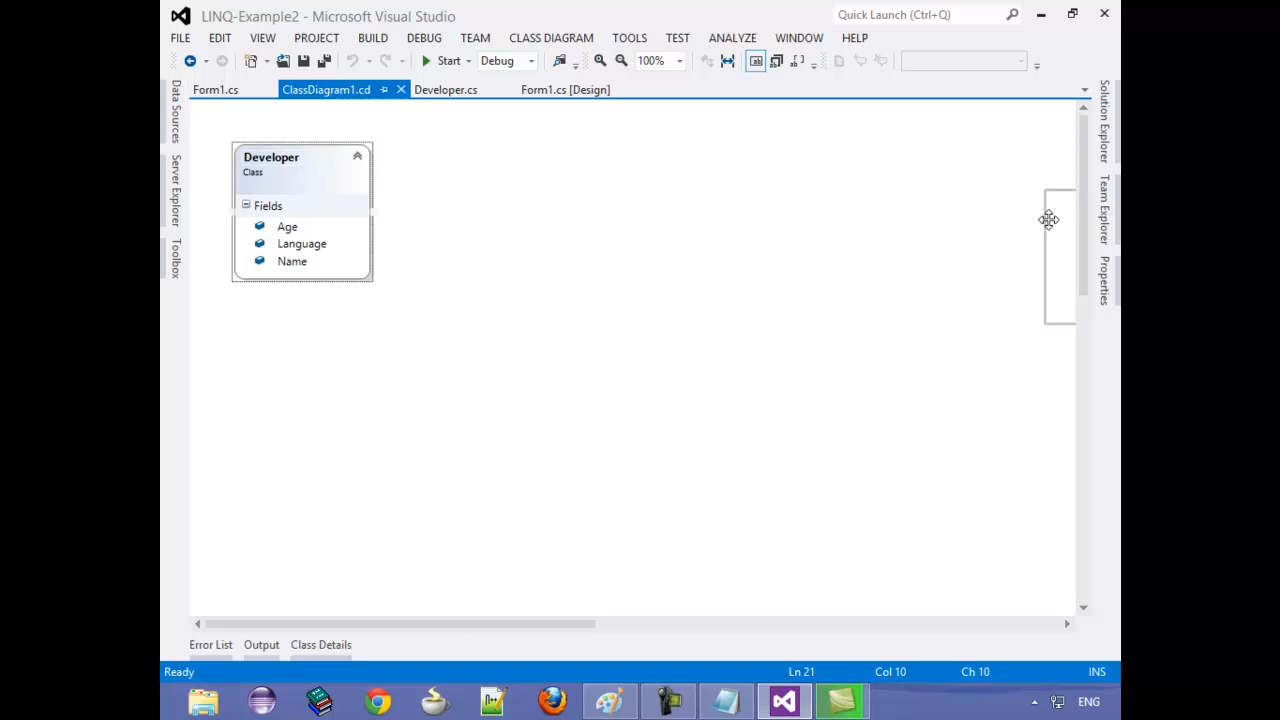 LINQ-Example2 - Microsoft Visual Studio
Quick Launch (Ctrl+Q)
FILE EDIT VIEW PROJECT BUILD DEBUG TEAM CLASS DIAGRAM TOOLS TEST ANALYZE WINDOW HELP
Start Debug 100%
Form1.cs ClassDiagram1.cd Developer.cs Form1.cs [Design]
Data Sources
Server Explorer
Toolbox
Developer
Class
Fields
Age
Language
Name
Solution Explorer
Team Explorer
Properties
Error List Output Class Details
Ready Ln 21 Col 10 Ch 10 INS
ENG